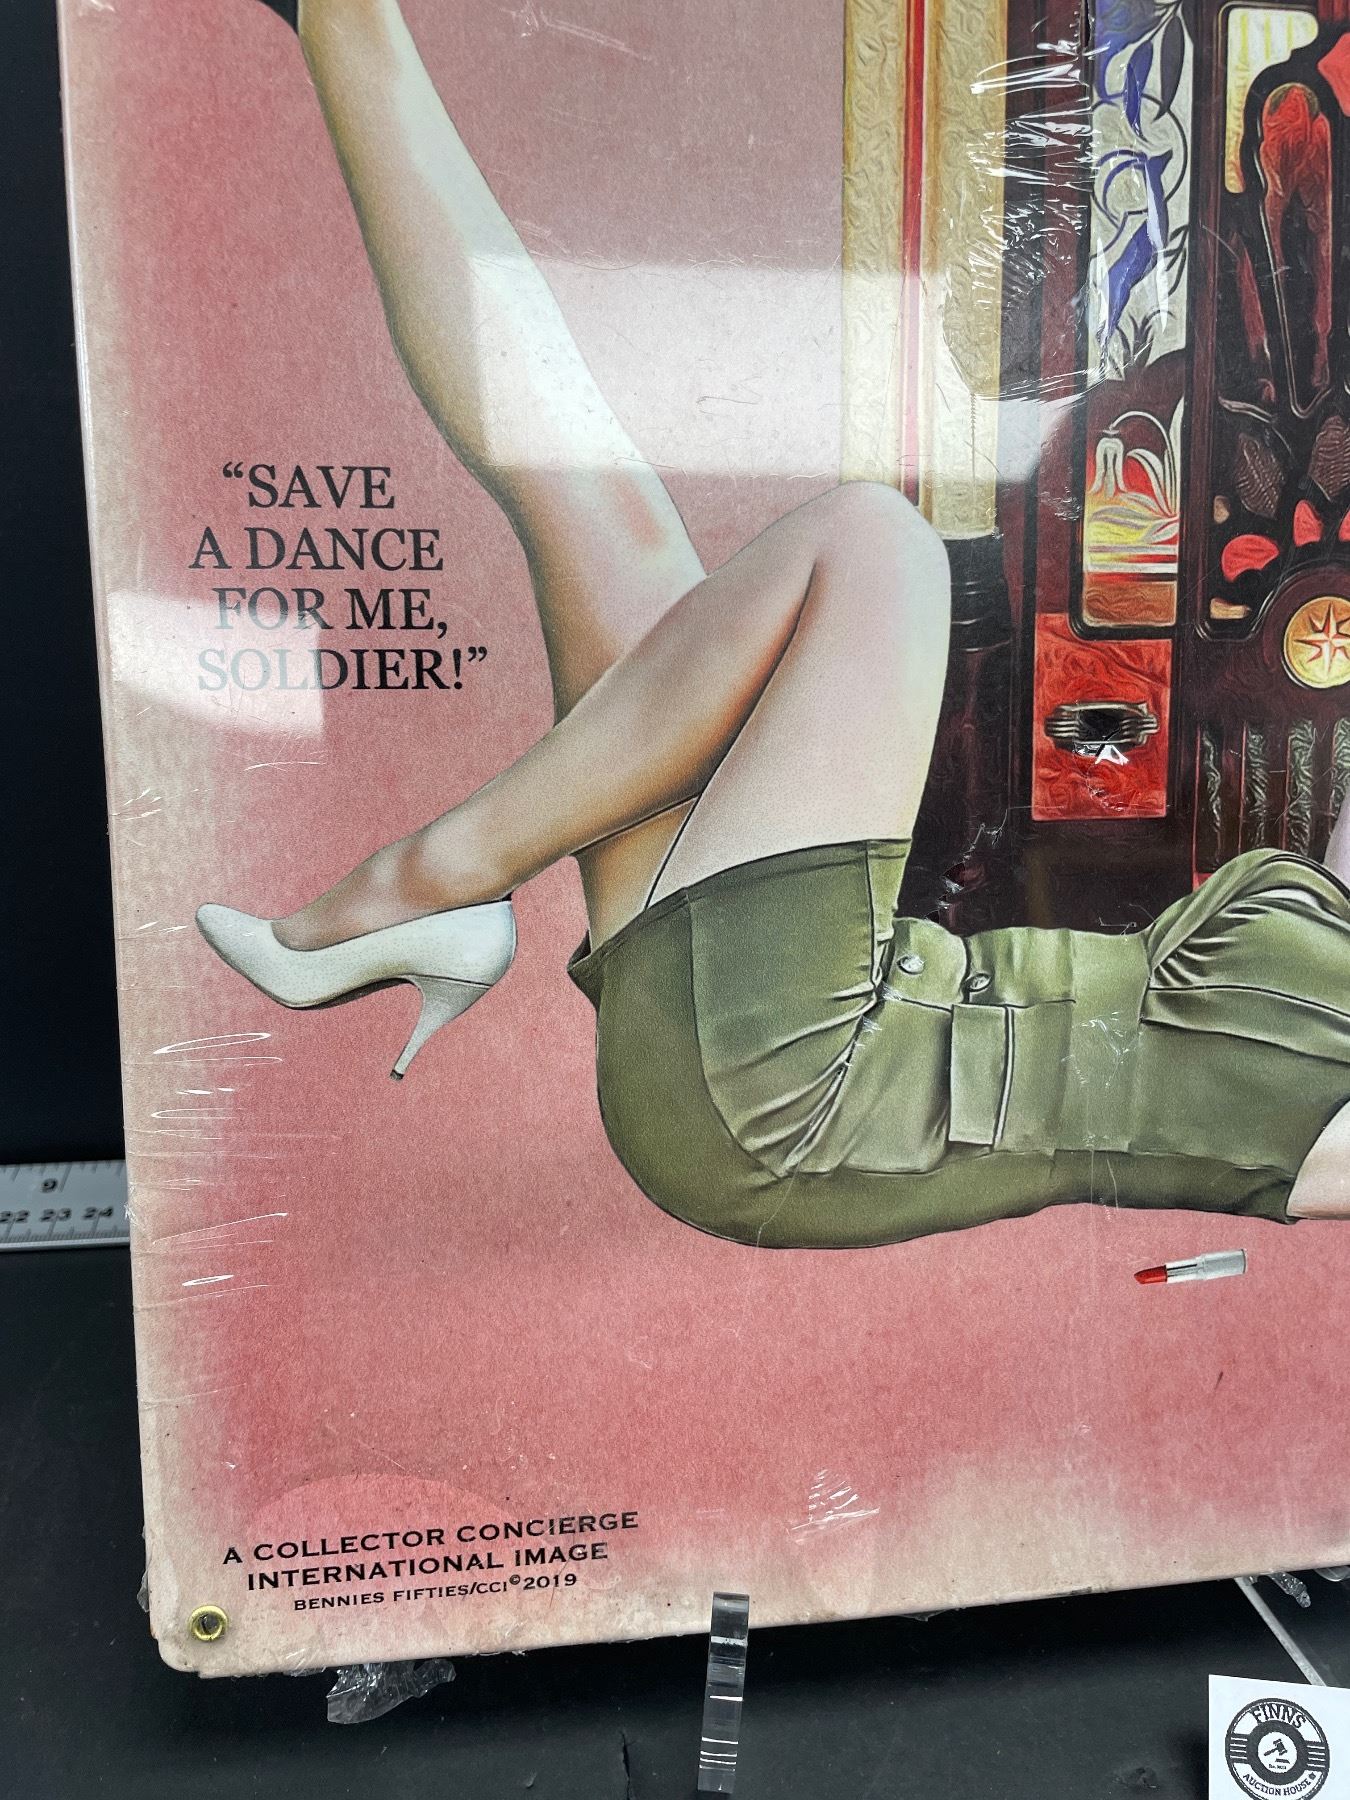 “SAVE
A DANCE
FOR ME,
SOLDIER!”
9
22 23 24
A COLLECTOR CONCIERGE
INTERNATIONAL IMAGE
BENNIES FIFTIES/CCI©2019
FINNS
AUCTION HOUSE